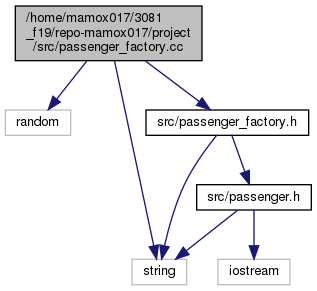 /home/mamox017/3081
_f19/repo-mamox017/project
/src/passenger_factory.cc
random
src/passenger_factory.h
src/passenger.h
string
iostream